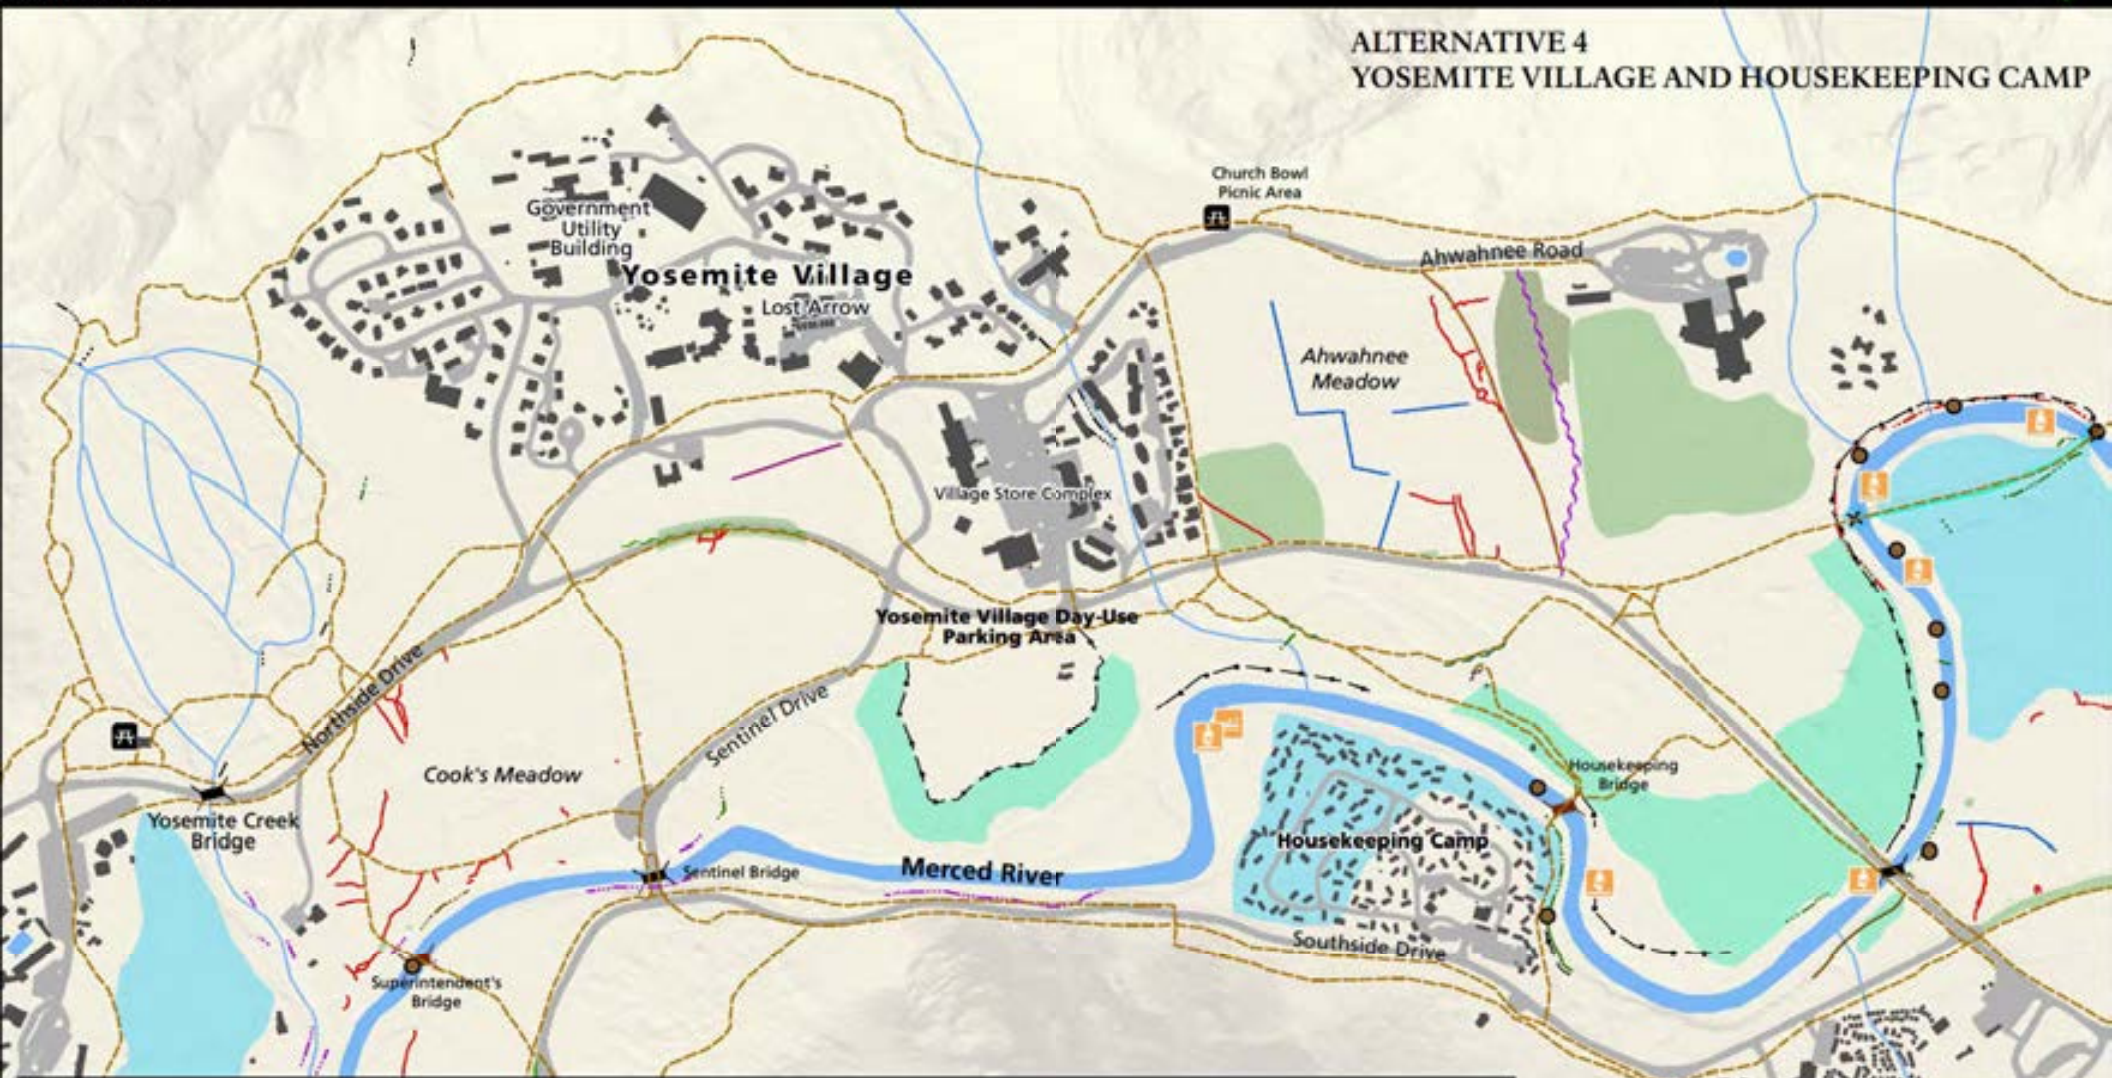 ALTERNATIVE 4
YOSEMITE VILLAGE AND HOUSEKEEPING CAMP
Church Bowl
Picnic Area
Government
Utility
Building
Yosemite Village
Lost Arrow
Ahwahnee Road
Ahwahnee
Meadow
Village Store Complex
Yosemite Village Day-Use
Parking Area
Northside Drive
Sentinel Drive
Cook's Meadow
Housekeeping
Bridge
Yosemite Creek
Bridge
Housekeeping Camp
Sentinel Bridge
Merced River
Southside Drive
Superintendent's
Bridge